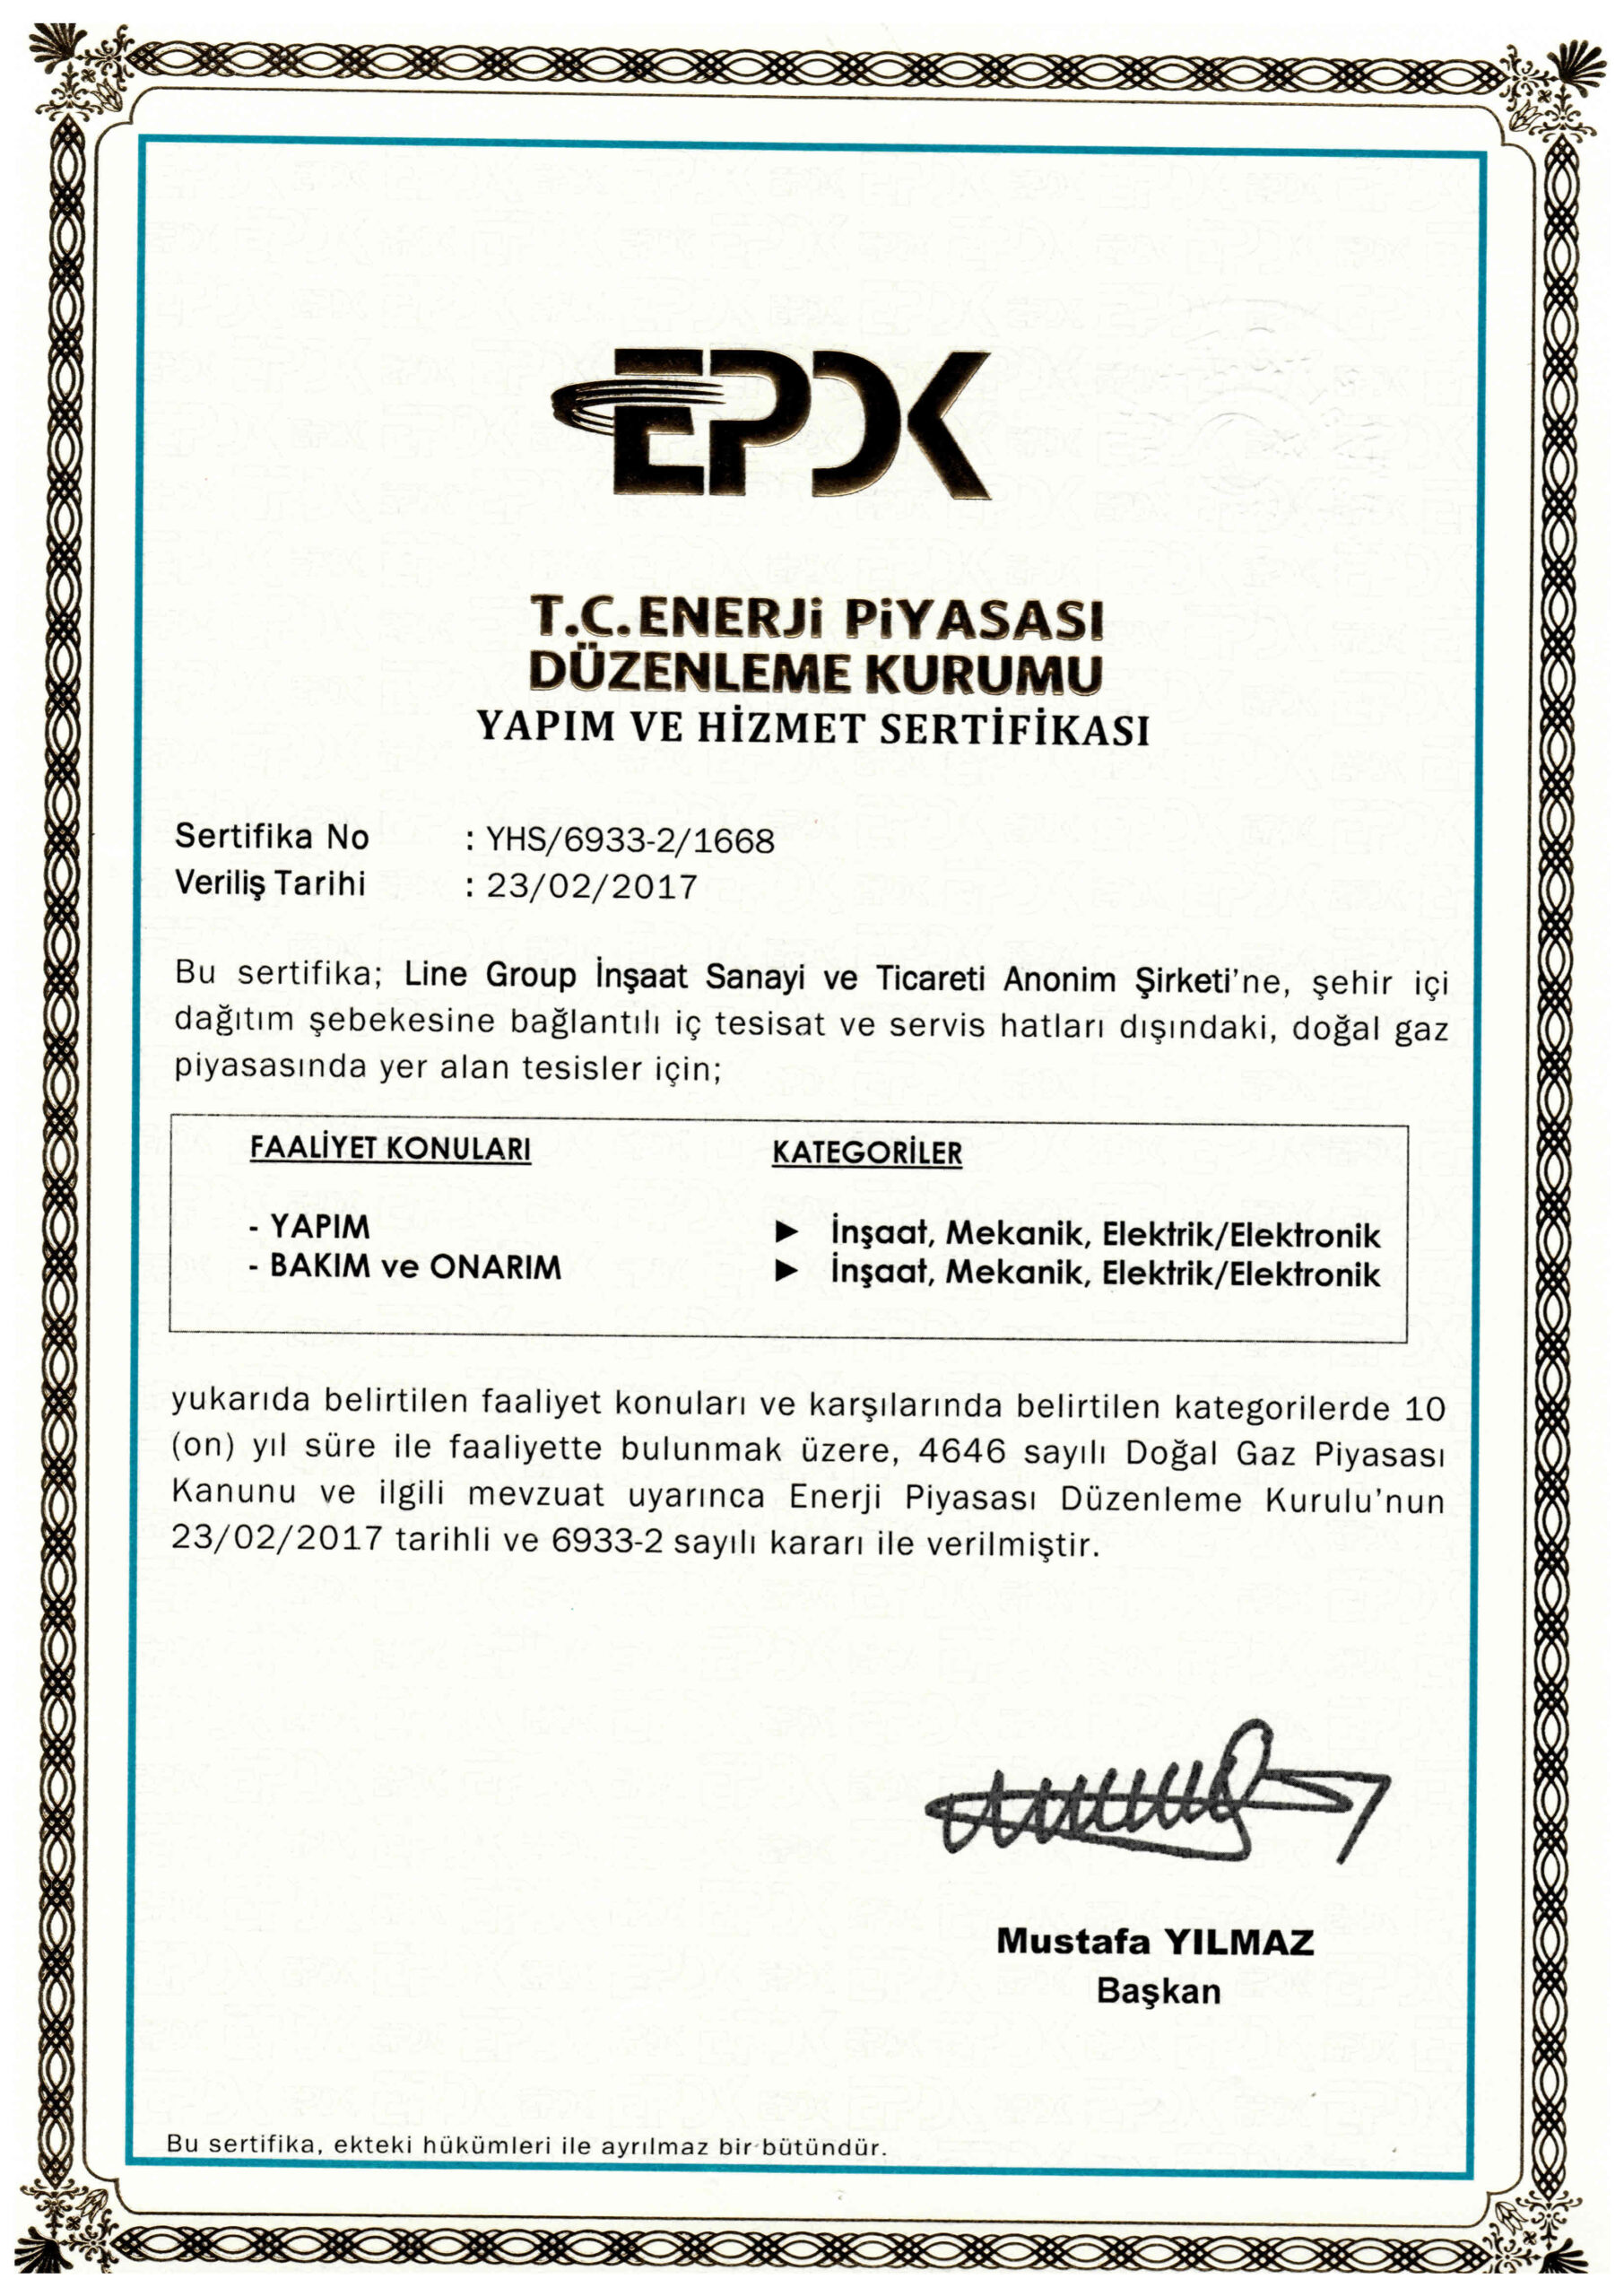 EPDK
T.C. ENERJi PiYASASI
DÜZENLEME KURUMU
YAPIM VE HİZMET SERTİFİKASI
Sertifika No : YHS/6933-2/1668
Veriliş Tarihi : 23/02/2017
Bu sertifika; Line Group İnşaat Sanayi ve Ticareti Anonim Şirketi'ne, şehir içi
dağıtım şebekesine bağlantılı iç tesisat ve servis hatları dışındaki, doğal gaz
piyasasında yer alan tesisler için;
FAALİYET KONULARI KATEGORİLER
- YAPIM ► İnşaat, Mekanik, Elektrik/Elektronik
- BAKIM ve ONARIM ► İnşaat, Mekanik, Elektrik/Elektronik
yukarıda belirtilen faaliyet konuları ve karşılarında belirtilen kategorilerde 10
(on) yıl süre ile faaliyette bulunmak üzere, 4646 sayılı Doğal Gaz Piyasası
Kanunu ve ilgili mevzuat uyarınca Enerji Piyasası Düzenleme Kurulu'nun
23/02/2017 tarihli ve 6933-2 sayılı kararı ile verilmiştir.
Mustafa YILMAZ
Başkan
Bu sertifika, ekteki hükümleri ile ayrılmaz bir bütündür.